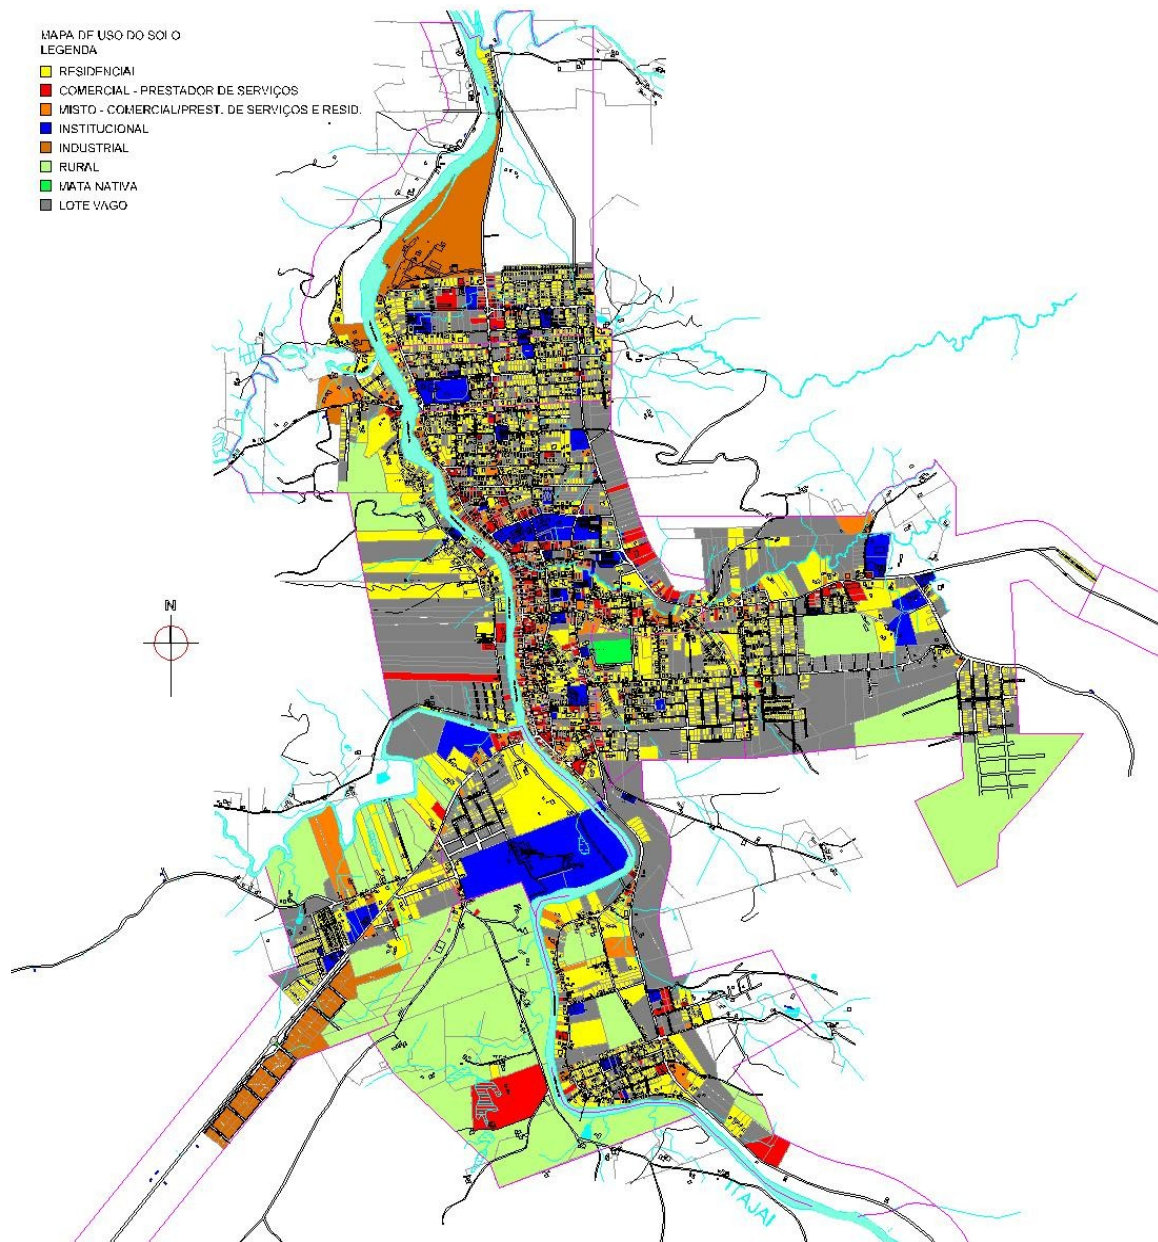 MAPA DE USO DO SOLO
LEGENDA
RESIDENCIAL
COMERCIAL - PRESTADOR DE SERVIÇOS
MISTO - COMERCIAL/PREST. DE SERVIÇOS E RESID.
INSTITUCIONAL
INDUSTRIAL
RURAL
MATA NATIVA
LOTE VAGO
N
ITAJAI